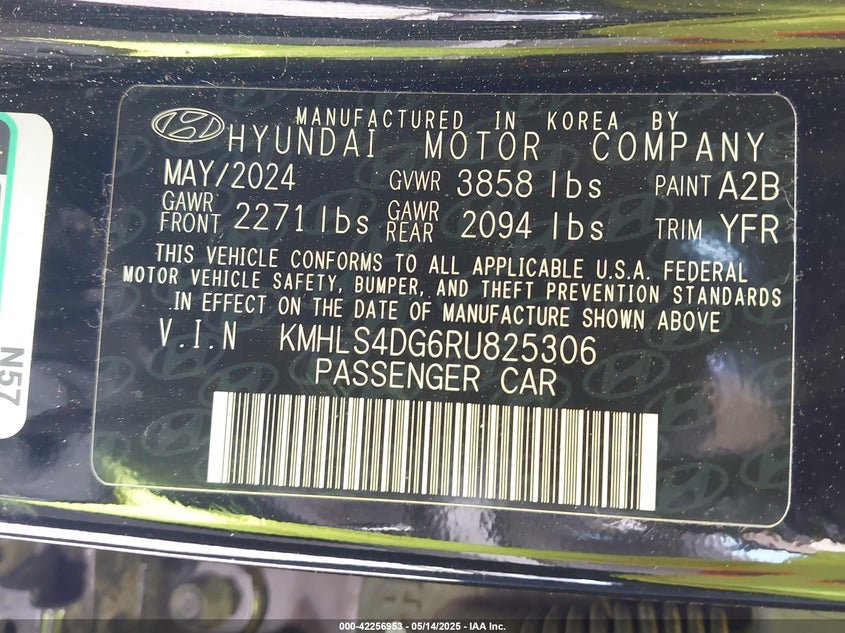 MANUFACTURED IN KOREA BY
HYUNDAI MOTOR COMPANY
MAY/2024 GVWR 3858 lbs PAINT A2B
GAWR FRONT 2271 lbs GAWR REAR 2094 lbs TRIM YFR
THIS VEHICLE CONFORMS TO ALL APPLICABLE U.S.A. FEDERAL
MOTOR VEHICLE SAFETY, BUMPER, AND THEFT PREVENTION STANDARDS
IN EFFECT ON THE DATE OF MANUFACTURE SHOWN ABOVE
V.I.N KMHLS4DG6RU825306
PASSENGER CAR
N57
000-42256953 - 05/14/2025 - IAA Inc.